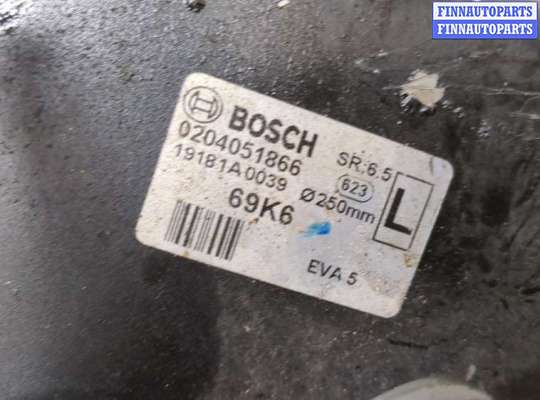 FINNAUTOPARTS
FINNAUTOPARTS
BOSCH
SR:6.5
0204051866
623
19181A0039
Ø250mm
L
69K6
EVA 5